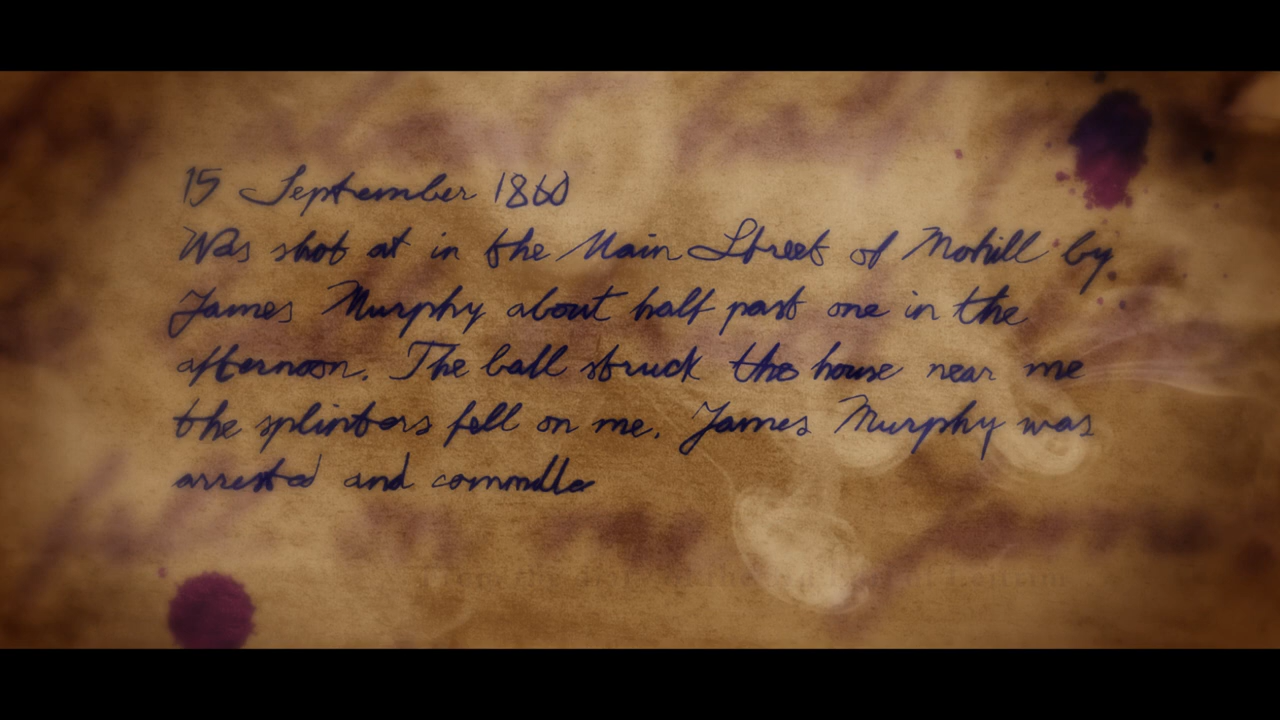 15 September 1860
Was shot at in the Main Street of Mohill by
James Murphy about half past one in the
afternoon. The ball struck the house near me
the splinters fell on me. James Murphy was
arrested and committe